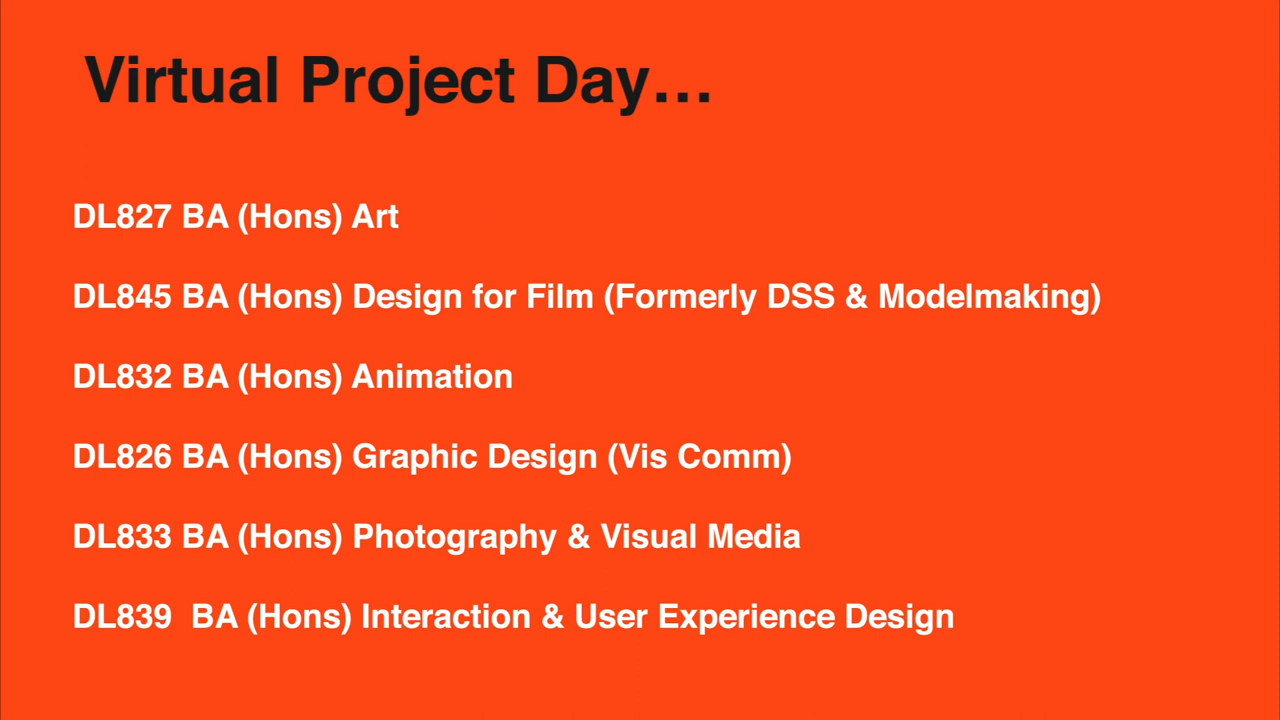 Virtual Project Day…
DL827 BA (Hons) Art
DL845 BA (Hons) Design for Film (Formerly DSS & Modelmaking)
DL832 BA (Hons) Animation
DL826 BA (Hons) Graphic Design (Vis Comm)
DL833 BA (Hons) Photography & Visual Media
DL839  BA (Hons) Interaction & User Experience Design